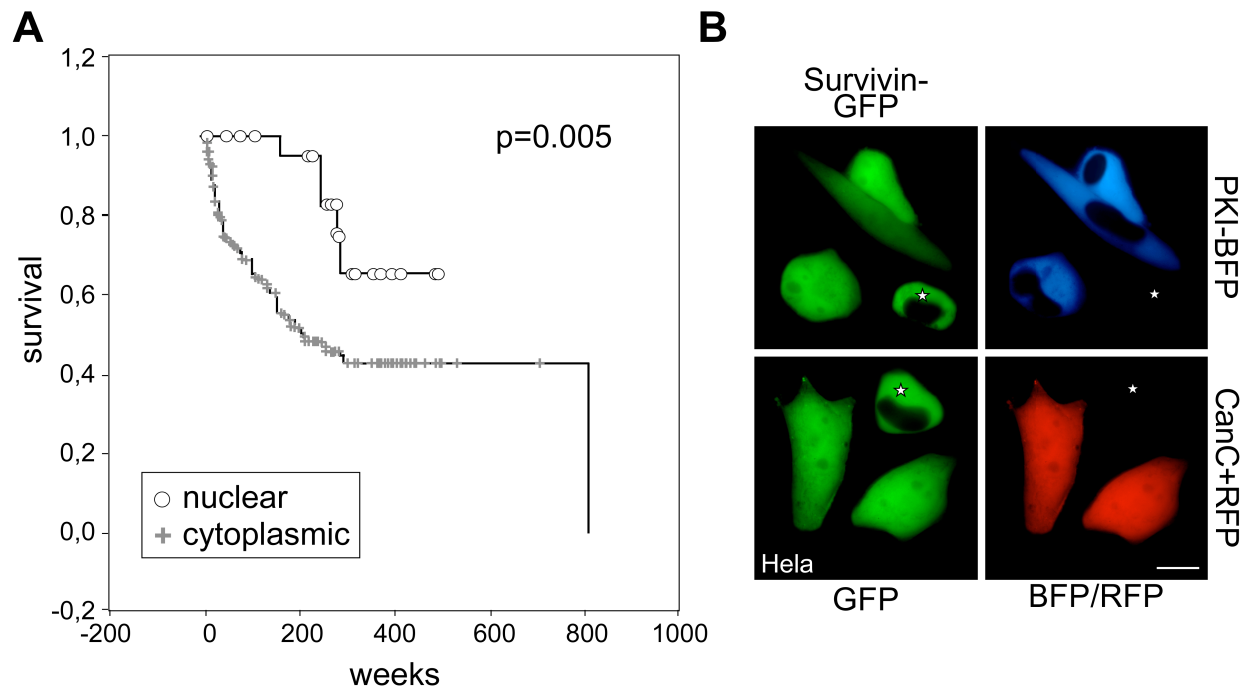 A
1,2
1,0
0,8
0,6
0,4
0,2
0,0
-0,2
survival
-200
0
200
400
600
800
1000
weeks
p=0.005
nuclear
cytoplasmic
B
Survivin-
GFP
PKI-BFP
CanC+RFP
Hela
GFP
BFP/RFP